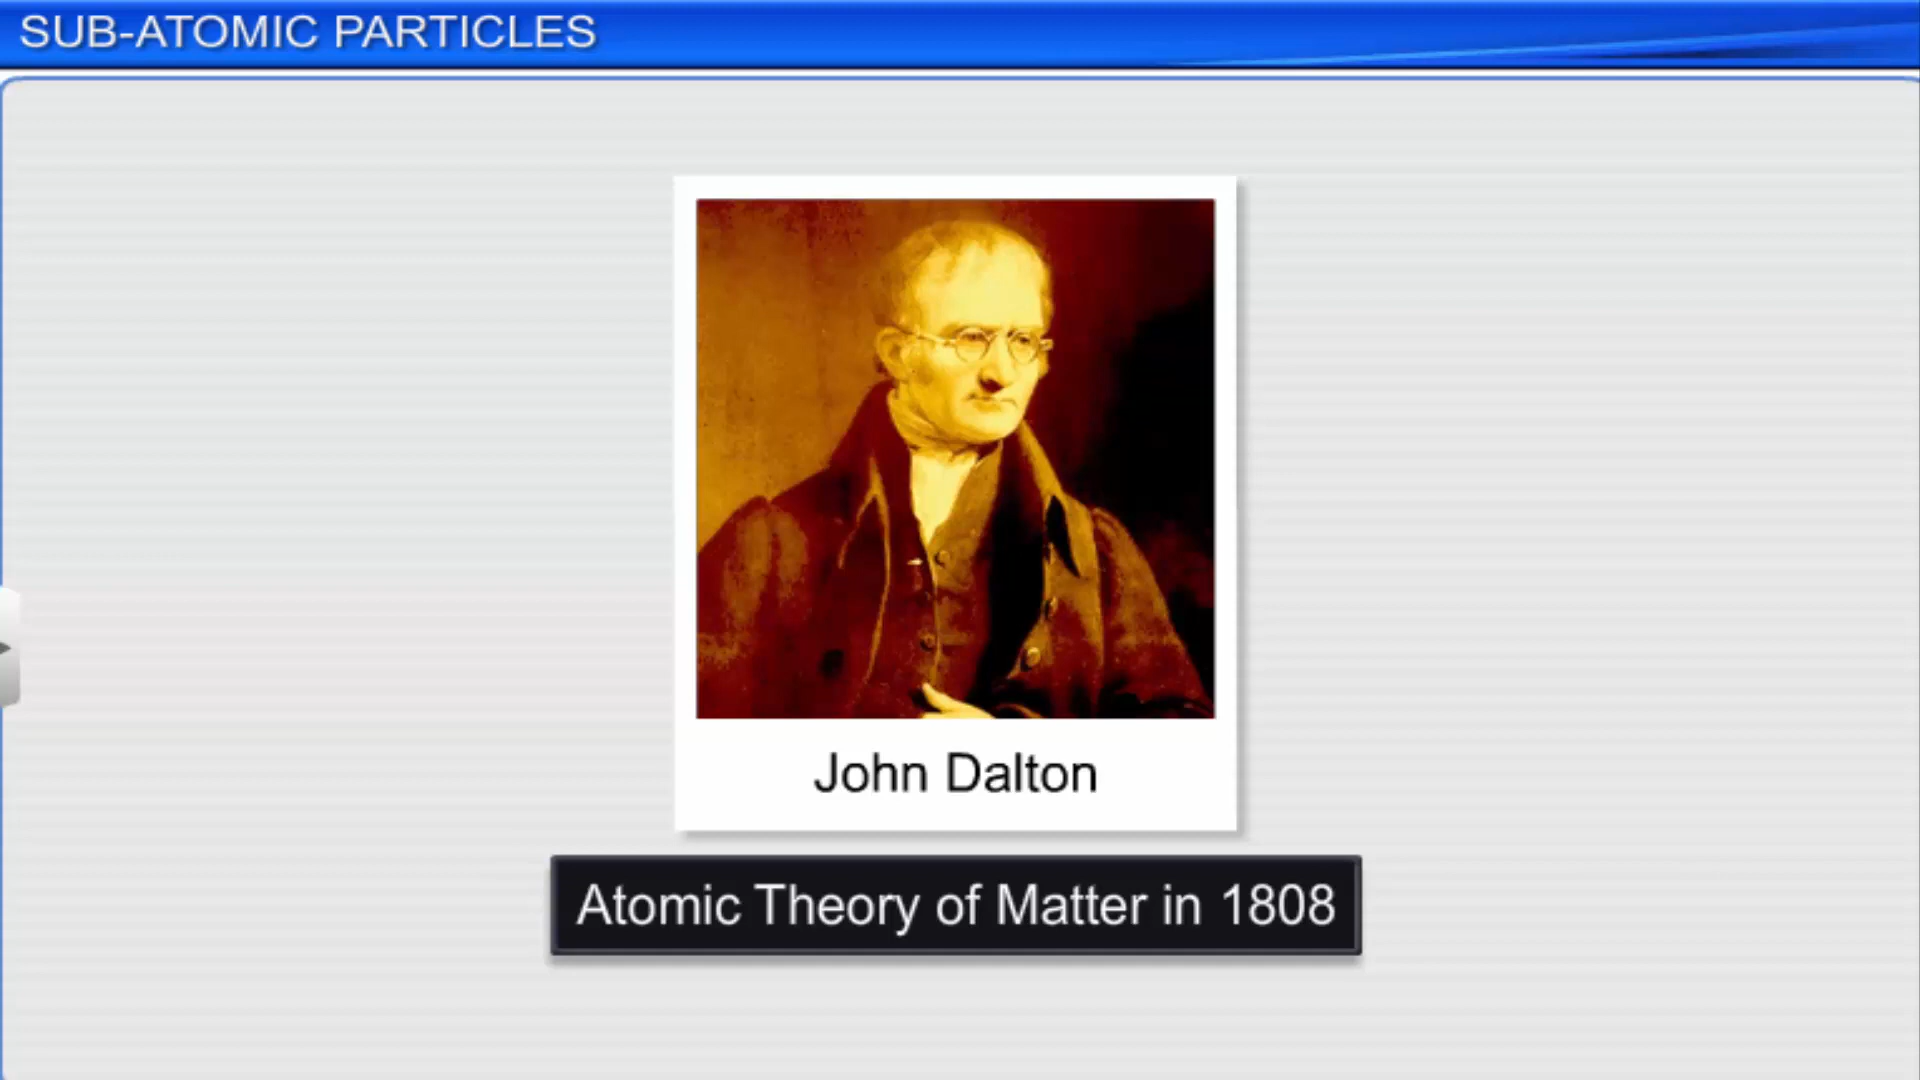 SUB-ATOMIC PARTICLES
John Dalton
Atomic Theory of Matter in 1808